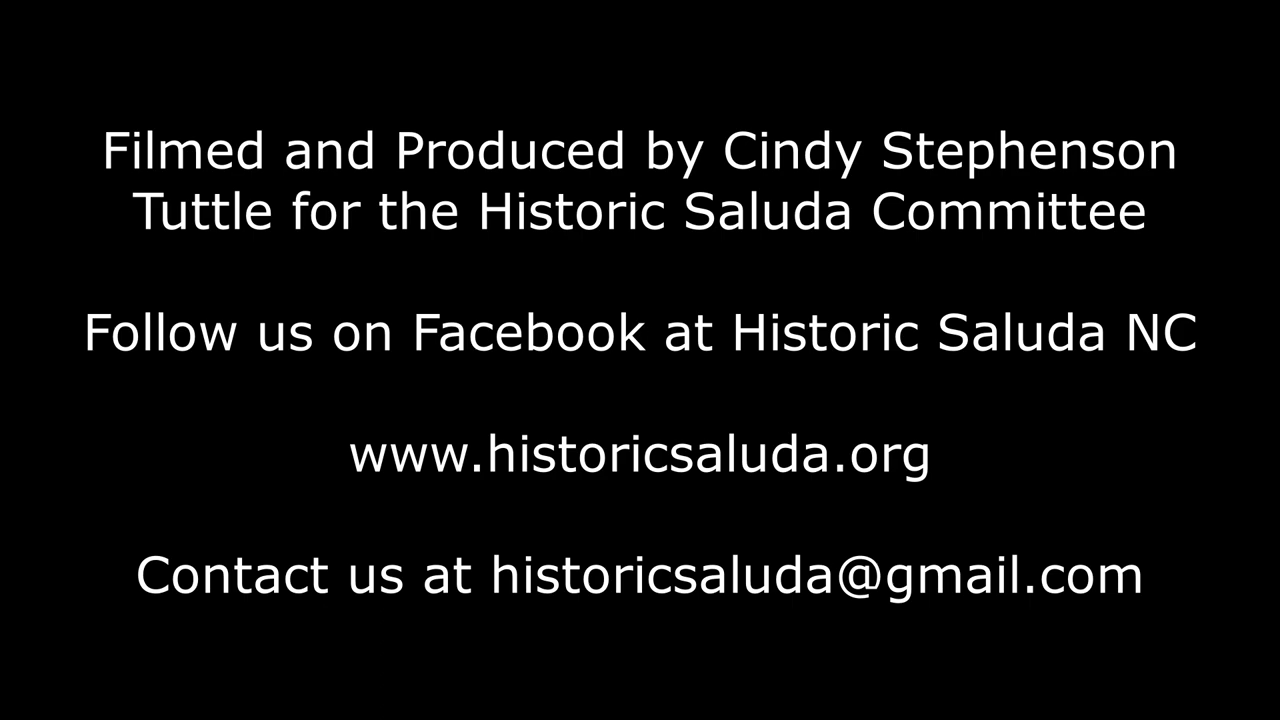 Filmed and Produced by Cindy Stephenson
Tuttle for the Historic Saluda Committee
Follow us on Facebook at Historic Saluda NC
www.historicsaluda.org
Contact us at historicsaluda@gmail.com